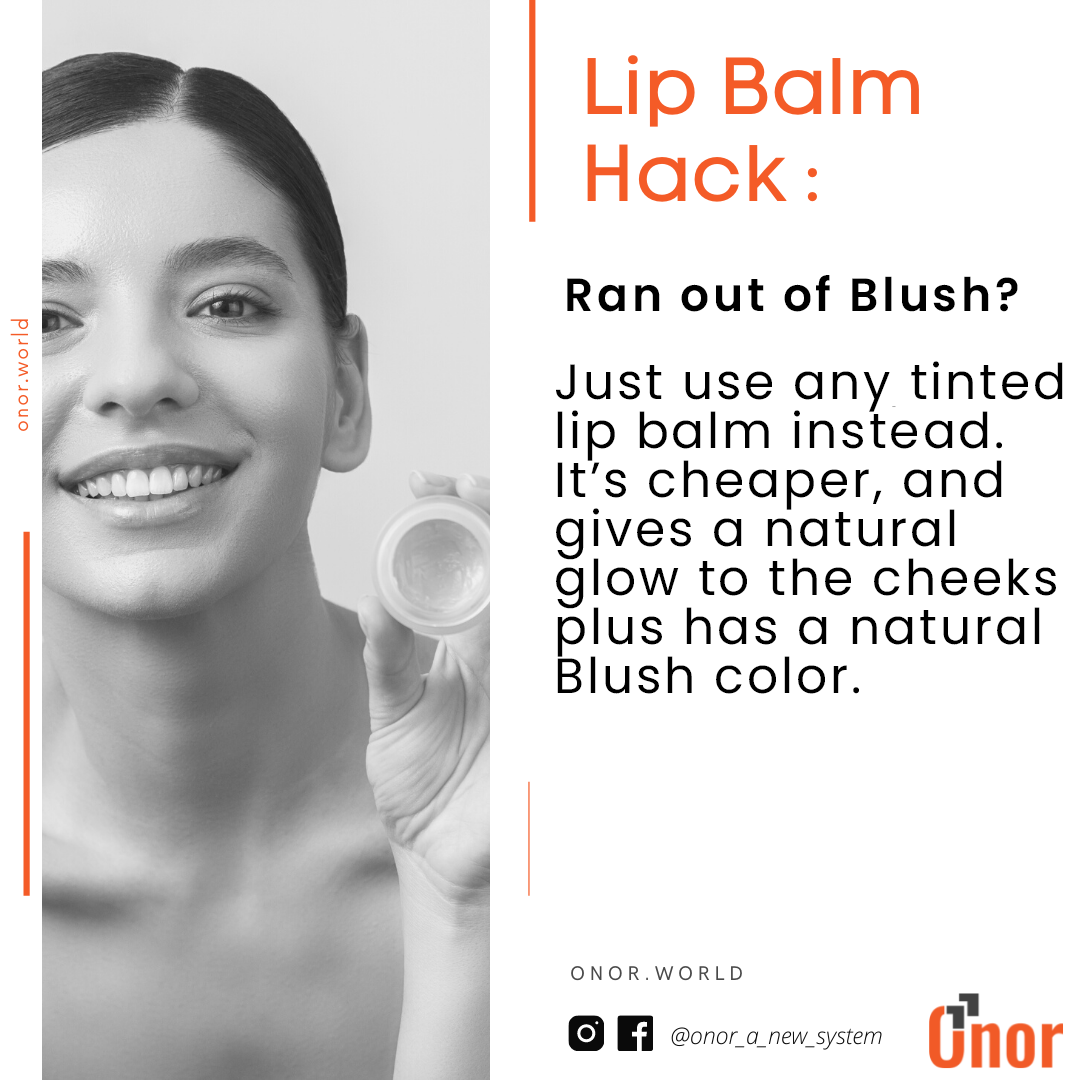 onor.world
Lip Balm
Hack :
Ran out of Blush?
Just use any tinted
lip balm instead.
It’s cheaper, and
gives a natural
glow to the cheeks
plus has a natural
Blush color.
ONOR.WORLD
@onor_a_new_system
Onor